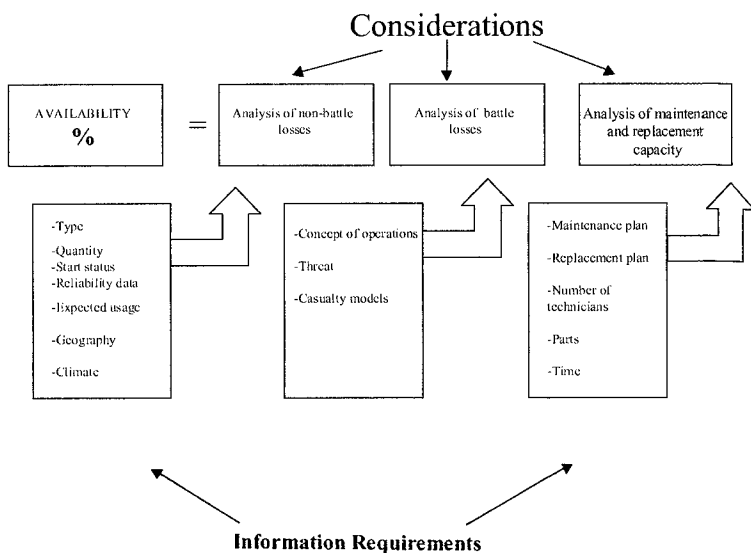 Considerations
AVAILABILITY
%
=
Analysis of non-battle
losses
Analysis of battle
losses
Analysis of maintenance
and replacement
capacity
-Type
-Quantity
-Start status
-Reliability data
-Expected usage
-Geography
-Climate
-Concept of operations
-Threat
-Casualty models
-Maintenance plan
-Replacement plan
-Number of
technicians
-Parts
-Time
Information Requirements